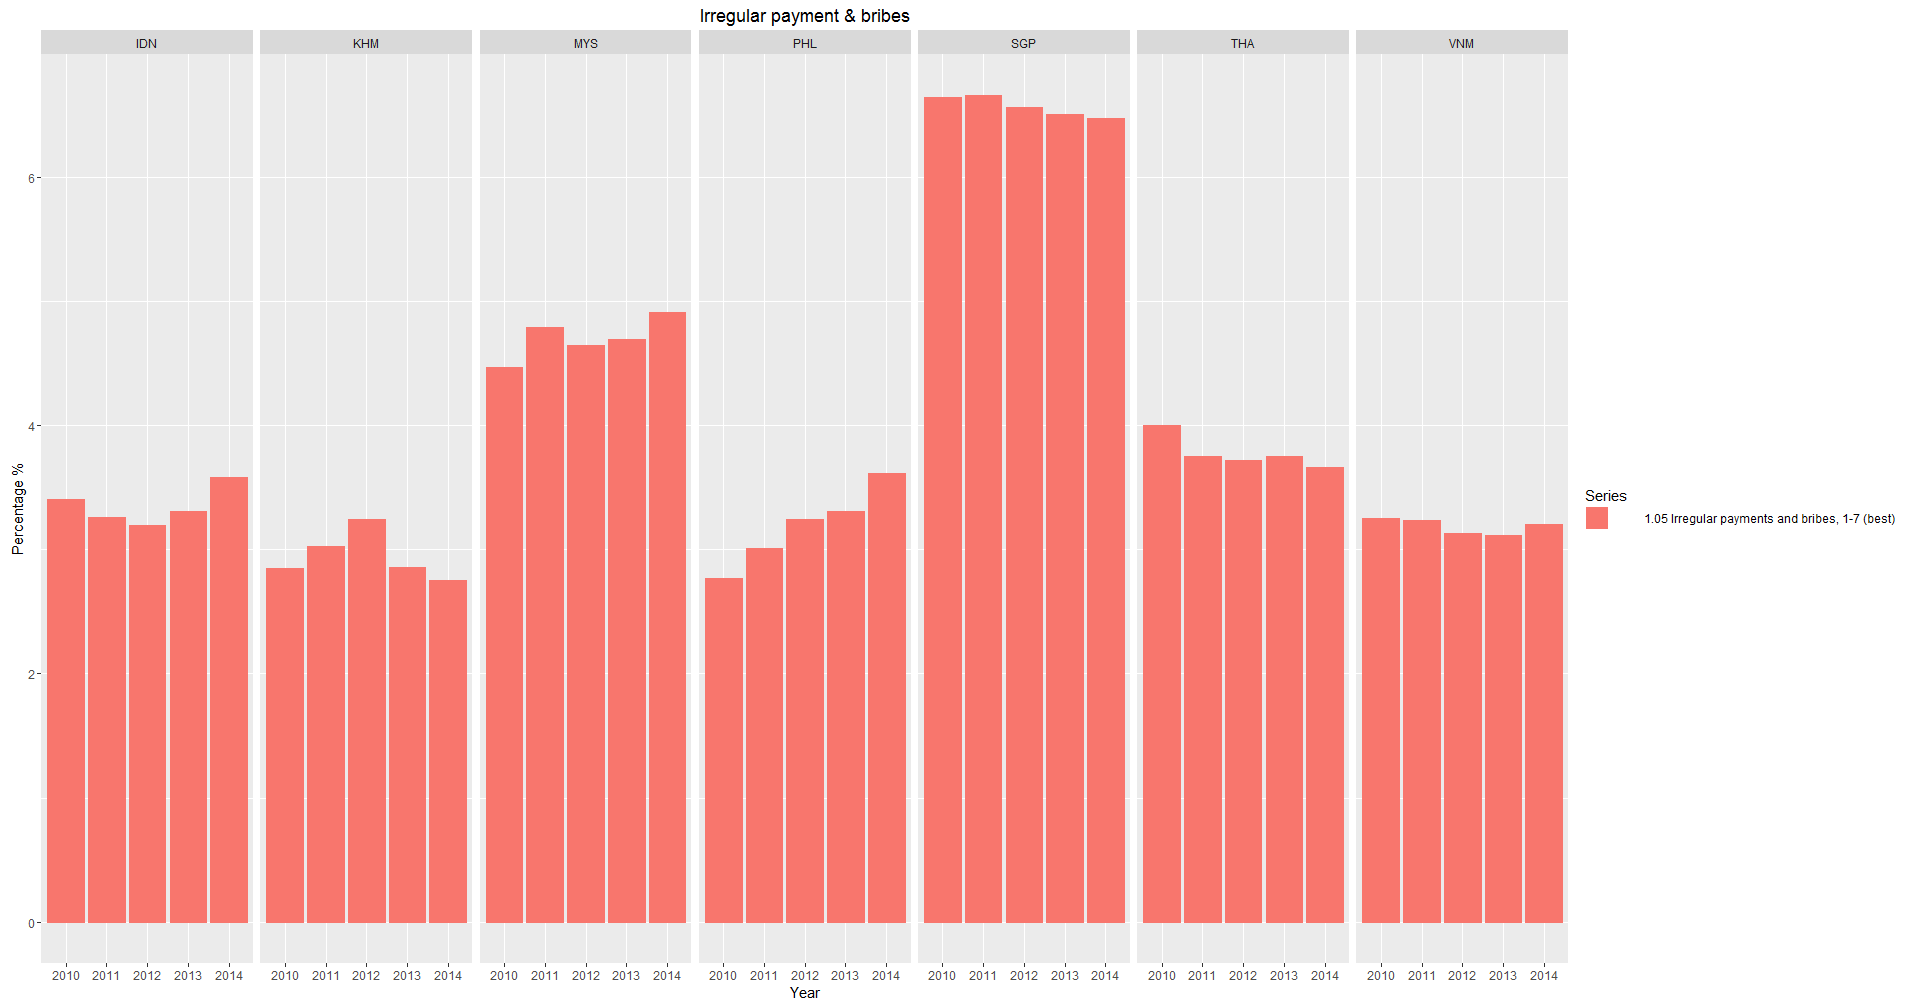 Irregular payment & bribes
IDN KHM MYS PHL SGP THA VNM
6
4
2
0
Percentage %
2010 2011 2012 2013 2014 2010 2011 2012 2013 2014 2010 2011 2012 2013 2014 2010 2011 2012 2013 2014 2010 2011 2012 2013 2014 2010 2011 2012 2013 2014 2010 2011 2012 2013 2014
Year
Series
1.05 Irregular payments and bribes, 1-7 (best)